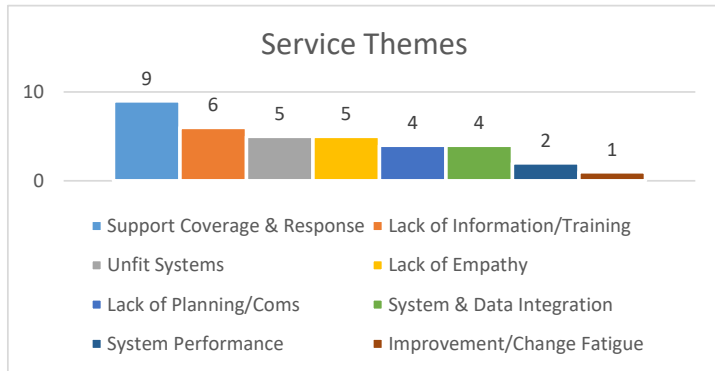 Service Themes
9
6
5
5
4
4
2
1
10
0
Support Coverage & Response
Lack of Information/Training
Unfit Systems
Lack of Empathy
Lack of Planning/Coms
System & Data Integration
System Performance
Improvement/Change Fatigue